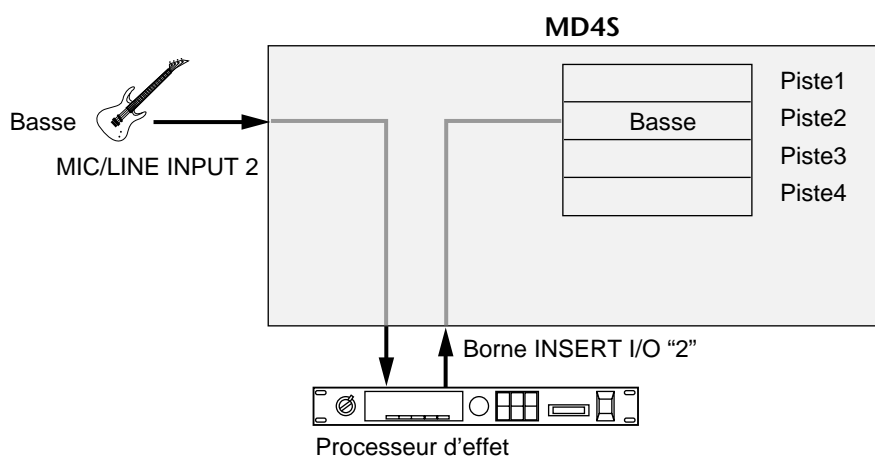 MD4S
Piste1
Basse
Basse
Piste2
MIC/LINE INPUT 2
Piste3
Piste4
Borne INSERT I/O “2”
Processeur d'effet